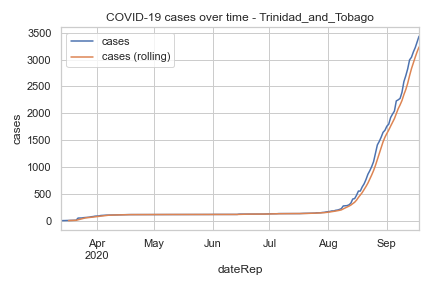 COVID-19 cases over time - Trinidad_and_Tobago
cases
cases (rolling)
cases
3500
3000
2500
2000
1500
1000
500
0
Apr
2020
May
Jun
Jul
Aug
Sep
dateRep